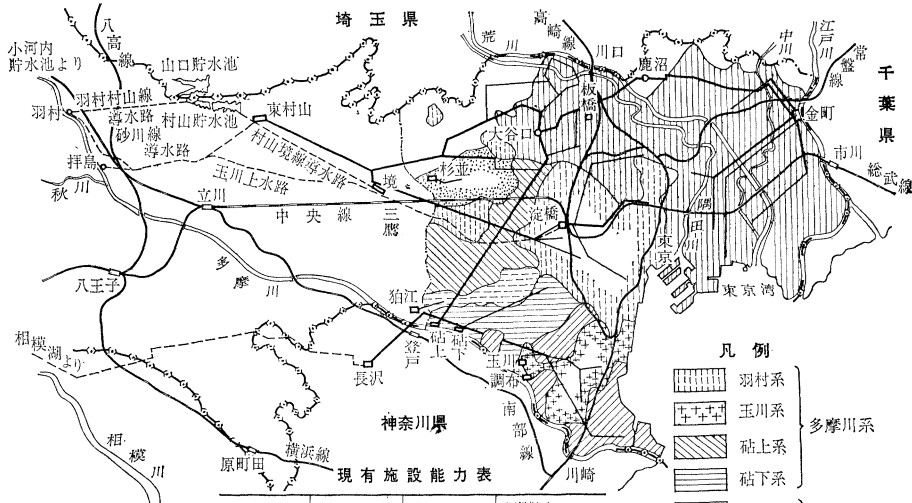 埼玉県
千葉県
神奈川県
八高線
小河内
貯水池より
山口貯水池
羽村村山線
導水路
羽村
村山貯水池
砂川線
導水路
東村山
村山境線導水路
拝島
秋川
玉川上水路
立川
中央線
境
三鷹
杉並
大谷口
荒川
高崎線
川口
板橋
鹿沼
中川
江戸川
常盤線
金町
市川
総武線
淀橋
隅田川
東京
東京湾
多摩川
八王子
狛江
登戸
砧上
砧下
玉川
調布
長沢
相模湖より
相模川
原町田
横浜線
南部線
川崎
凡例
羽村系
玉川系
砧上系
砧下系
多摩川系
現有施設能力表